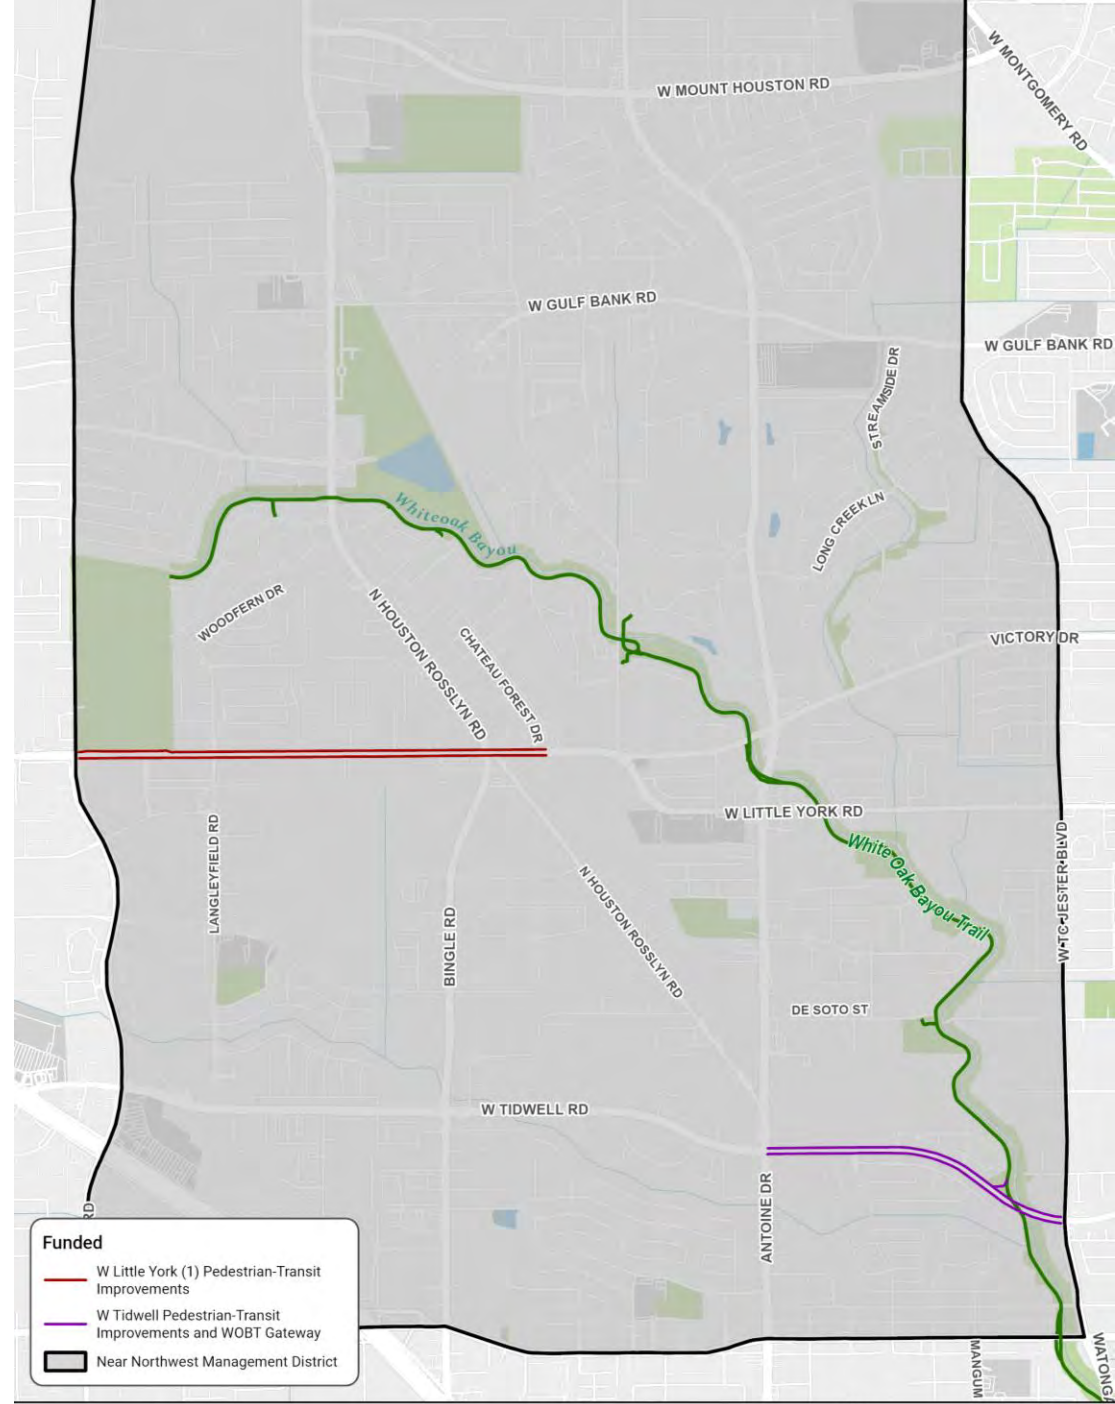 W MONTGOMERY RD
W MOUNT HOUSTON RD
W GULF BANK RD
W GULF BANK RD
STREAMSIDE DR
Whiteoak Bayou
LONG CREEK LN
WOODFERN DR
N HOUSTON ROSSLYN RD
CHATEAU FOREST DR
VICTORY DR
W LITTLE YORK RD
LANGLEYFIELD RD
White Oak Bayou Trail
W TC JESTER BLVD
BINGLE RD
N HOUSTON ROSSLYN RD
DE SOTO ST
W TIDWELL RD
ANTOINE DR
RD
Funded
W Little York (1) Pedestrian-Transit
Improvements
W Tidwell Pedestrian-Transit
Improvements and WOBT Gateway
Near Northwest Management District
MANGUM
WATONGA